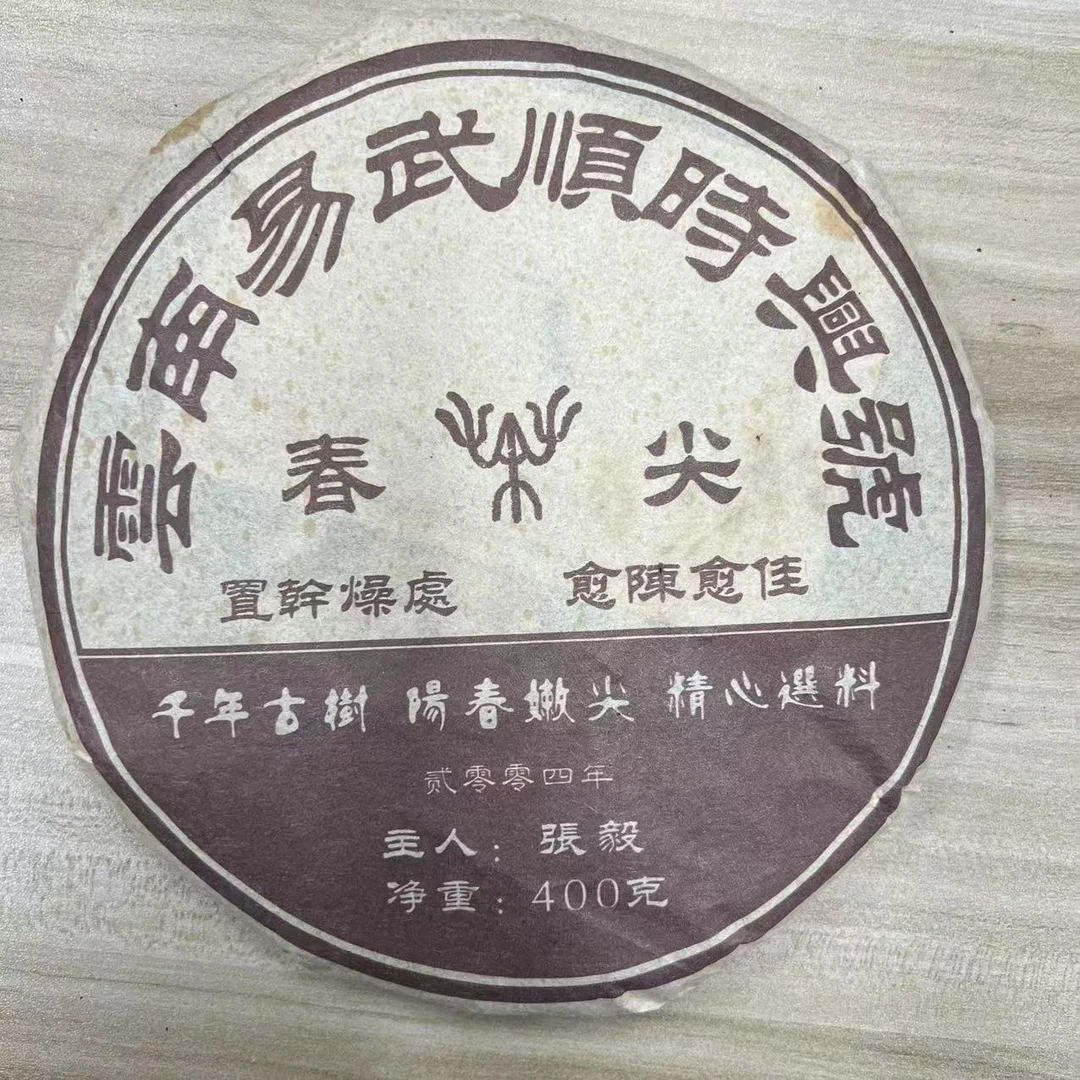 雲南易武順時興號
春 尖
置幹燥處 愈陳愈佳
千年古樹 陽春嫩尖 精心選料
贰零零四年
主人：張毅
净重：400克